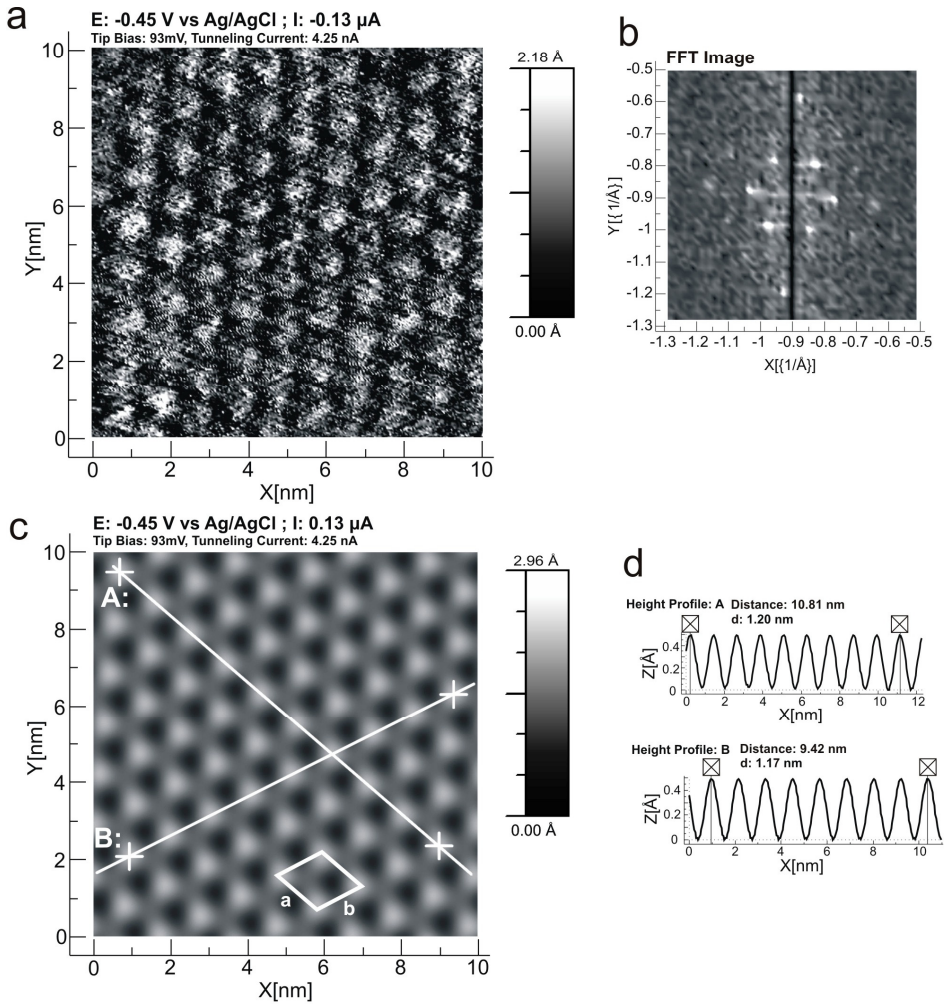 a
E: -0.45 V vs Ag/AgCl ; I: -0.13 µA
Tip Bias: 93mV, Tunneling Current: 4.25 nA
10
8
6
4
2
0
Y[nm]
0 2 4 6 8 10
X[nm]
2.18 Å
0.00 Å
b
FFT Image
-0.5
-0.6
-0.7
-0.8
-0.9
-1
-1.1
-1.2
-1.3
Y[{1/Å}]
-1.3 -1.2 -1.1 -1 -0.9 -0.8 -0.7 -0.6 -0.5
X[{1/Å}]
c
E: -0.45 V vs Ag/AgCl ; I: 0.13 µA
Tip Bias: 93mV, Tunneling Current: 4.25 nA
10
8
6
4
2
0
Y[nm]
A:
B:
a
b
0 2 4 6 8 10
X[nm]
2.96 Å
0.00 Å
d
Height Profile: A Distance: 10.81 nm
d: 1.20 nm
0.4
0.2
0
Z[Å]
0 2 4 6 8 10 12
X[nm]
Height Profile: B Distance: 9.42 nm
d: 1.17 nm
0.4
0.2
0
Z[Å]
0 2 4 6 8 10
X[nm]